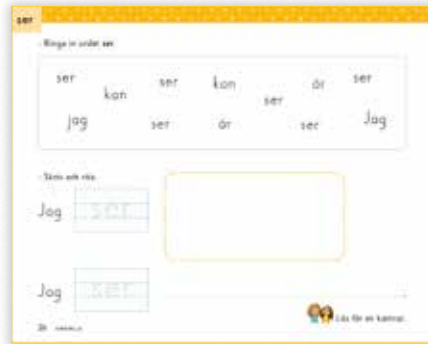 ser
- Ringa in ordet ser.
ser ser kan är ser
kan ser
jag ser är ser Jag
- Skriv och rita.
Jag ser
Jag ser
Läs för en kamrat.